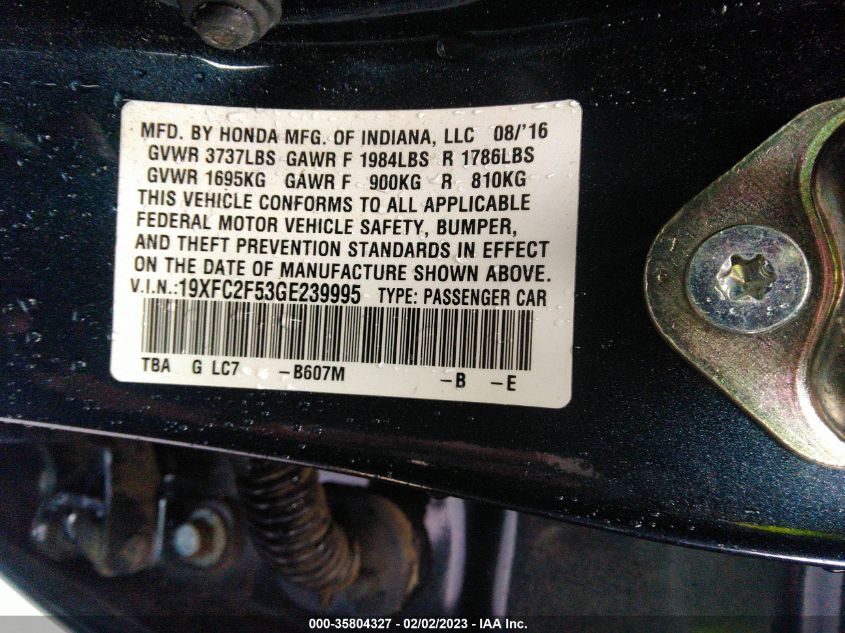 MFD. BY HONDA MFG. OF INDIANA, LLC 08/'16
GVWR 3737LBS GAWR F 1984LBS R 1786LBS
GVWR 1695KG GAWR F 900KG R 810KG
THIS VEHICLE CONFORMS TO ALL APPLICABLE
FEDERAL MOTOR VEHICLE SAFETY, BUMPER,
AND THEFT PREVENTION STANDARDS IN EFFECT
ON THE DATE OF MANUFACTURE SHOWN ABOVE.
V.I.N.:19XFC2F53GE239995 TYPE: PASSENGER CAR
TBA G LC7 -B607M -B -E
000-35804327 - 02/02/2023 - IAA Inc.